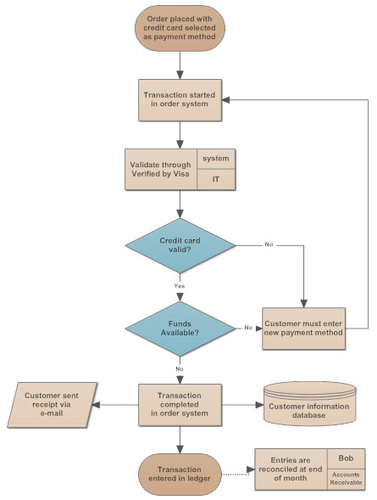 Order placed with
credit card selected
as payment method
Transaction started
in order system
Validate through
Verified by Visa
system
IT
Credit card
valid?
No
Yes
Funds
Available?
No
Customer must enter
new payment method
No
Customer sent
receipt via
e-mail
Transaction
completed
in order system
Customer information
database
Transaction
entered in ledger
Entries are
reconciled at end
of month
Bob
Accounts
Receivable